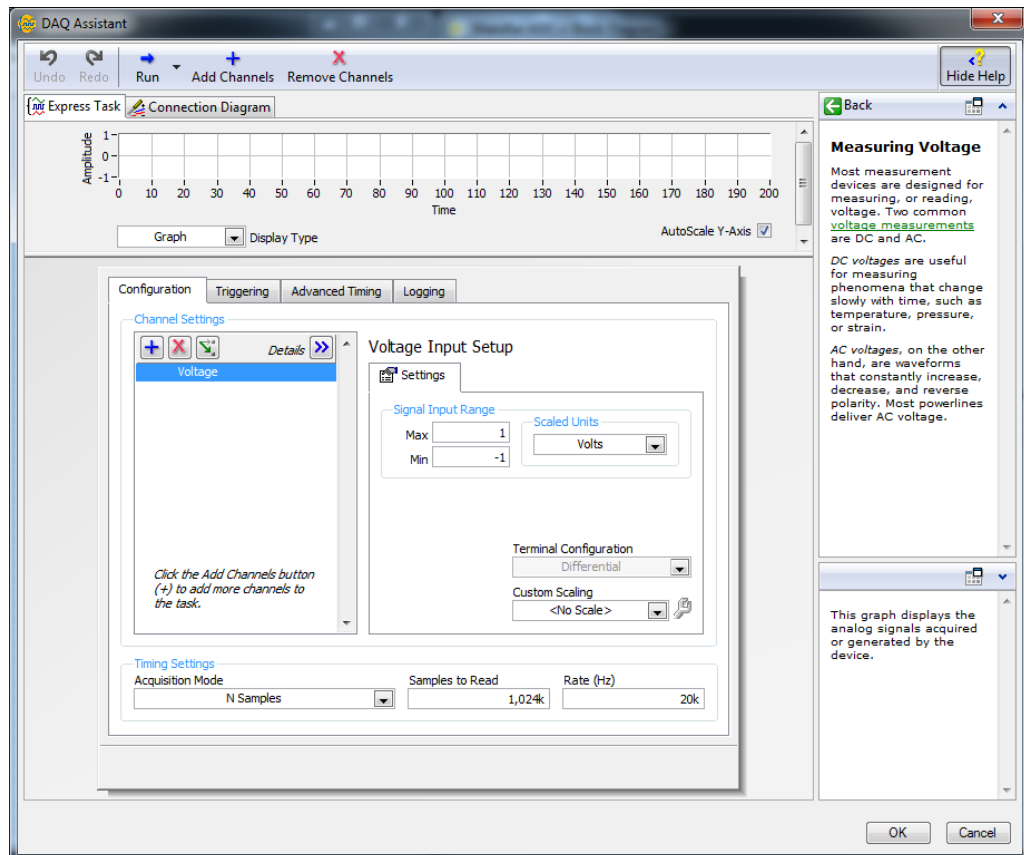 DAQ Assistant
Undo Redo Run Add Channels Remove Channels Hide Help
Express Task Connection Diagram
Amplitude
1
0
-1
0 10 20 30 40 50 60 70 80 90 100 110 120 130 140 150 160 170 180 190 200
Time
Graph Display Type AutoScale Y-Axis
Configuration Triggering Advanced Timing Logging
Channel Settings
Details
Voltage
Click the Add Channels button
(+) to add more channels to
the task.
Voltage Input Setup
Settings
Signal Input Range
Max 1
Min -1
Scaled Units
Volts
Terminal Configuration
Differential
Custom Scaling
<No Scale>
Timing Settings
Acquisition Mode Samples to Read Rate (Hz)
N Samples 1,024k 20k
Back
Measuring Voltage
Most measurement
devices are designed for
measuring, or reading,
voltage. Two common
voltage measurements
are DC and AC.
DC voltages are useful
for measuring
phenomena that change
slowly with time, such as
temperature, pressure,
or strain.
AC voltages, on the other
hand, are waveforms
that constantly increase,
decrease, and reverse
polarity. Most powerlines
deliver AC voltage.
This graph displays the
analog signals acquired
or generated by the
device.
OK Cancel